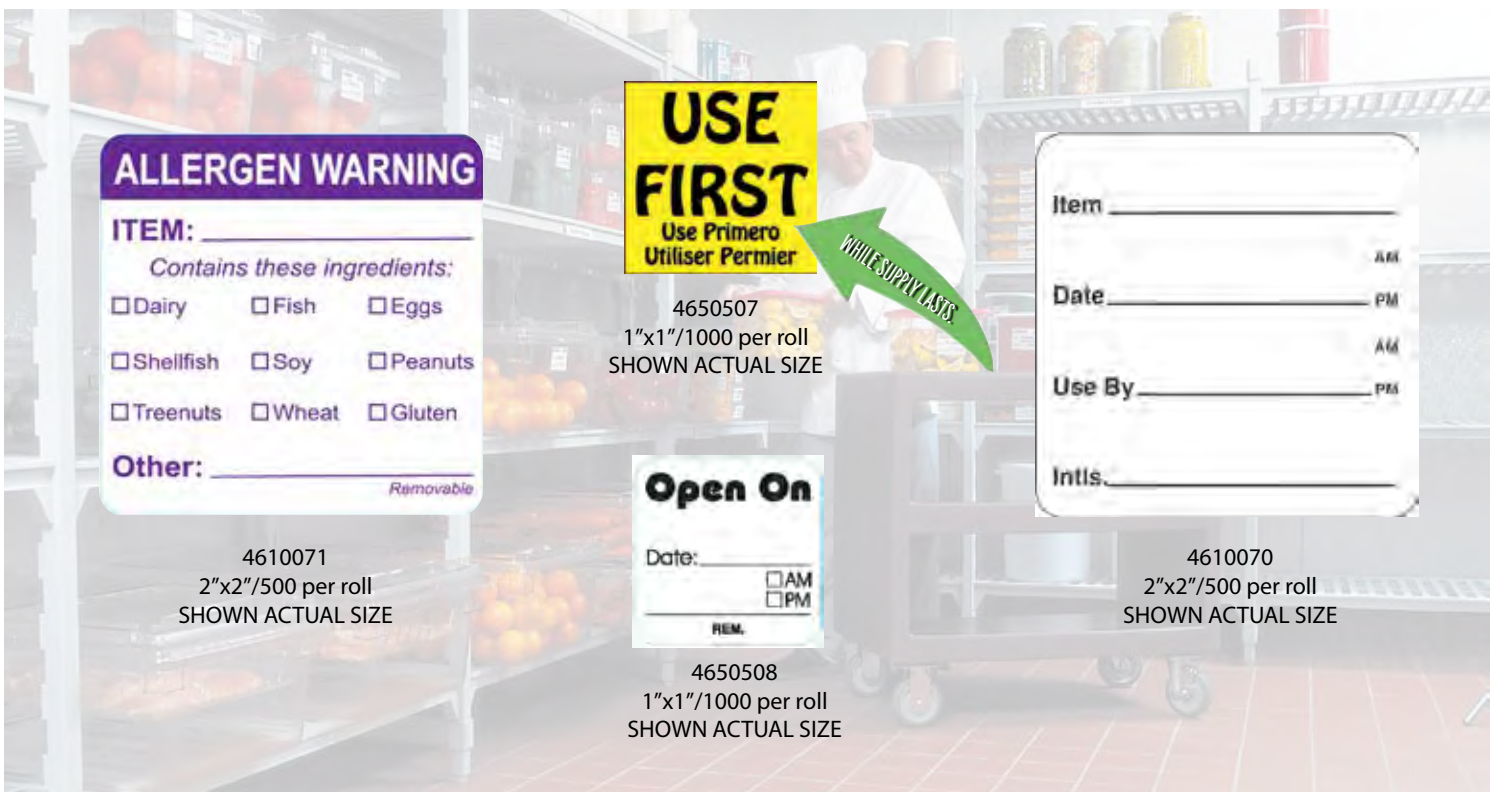 ALLERGEN WARNING
ITEM:
Contains these ingredients:
Dairy Fish Eggs
Shellfish Soy Peanuts
Treenuts Wheat Gluten
Other:
Removable
4610071
2”x2”/500 per roll
SHOWN ACTUAL SIZE
USE
FIRST
Use Primero
Utiliser Permier
WHILE SUPPLY LASTS.
4650507
1”x1”/1000 per roll
SHOWN ACTUAL SIZE
Open On
Date:
AM
PM
REM.
4650508
1”x1”/1000 per roll
SHOWN ACTUAL SIZE
Item
AM
Date PM
AM
Use By PM
Intls.
4610070
2”x2”/500 per roll
SHOWN ACTUAL SIZE